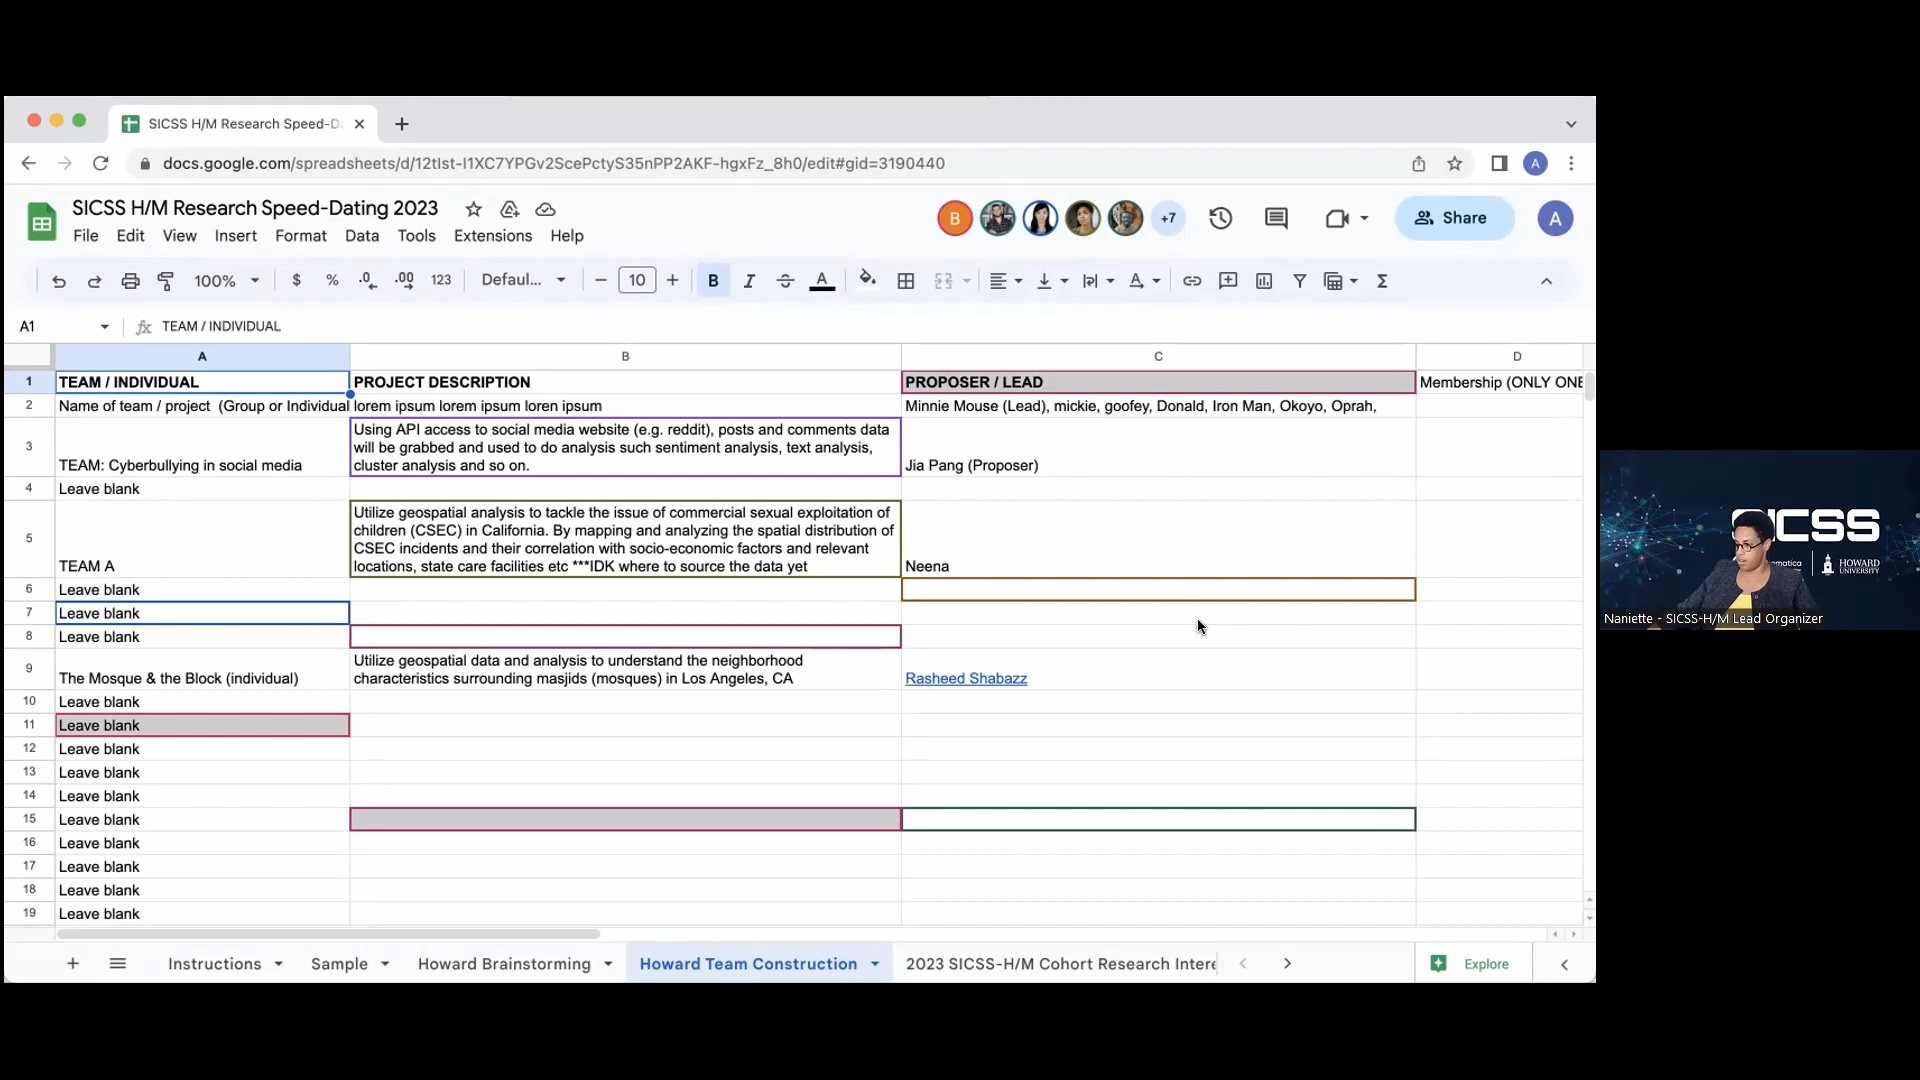 SICSS H/M Research Speed-D
docs.google.com/spreadsheets/d/12tIst-I1XC7YPGv2ScePctyS35nPP2AKF-hgxFz_8h0/edit#gid=3190440
A
SICSS H/M Research Speed-Dating 2023
B
+7
Share
A
File Edit View Insert Format Data Tools Extensions Help
100% $ % .0 .00 123 Defaul... 10 B I A
A1 fx TEAM / INDIVIDUAL
A B C D
1 TEAM / INDIVIDUAL PROJECT DESCRIPTION PROPOSER / LEAD Membership (ONLY ONE
2 Name of team / project (Group or Individual lorem ipsum lorem ipsum loren ipsum Minnie Mouse (Lead), mickie, goofey, Donald, Iron Man, Okoyo, Oprah,
Using API access to social media website (e.g. reddit), posts and comments data
3 will be grabbed and used to do analysis such sentiment analysis, text analysis,
TEAM: Cyberbullying in social media cluster analysis and so on. Jia Pang (Proposer)
4 Leave blank
Utilize geospatial analysis to tackle the issue of commercial sexual exploitation of
children (CSEC) in California. By mapping and analyzing the spatial distribution of
5 CSEC incidents and their correlation with socio-economic factors and relevant
TEAM A locations, state care facilities etc ***IDK where to source the data yet Neena
6 Leave blank
7 Leave blank
8 Leave blank
Utilize geospatial data and analysis to understand the neighborhood
9 The Mosque & the Block (individual) characteristics surrounding masjids (mosques) in Los Angeles, CA Rasheed Shabazz
10 Leave blank
11 Leave blank
12 Leave blank
13 Leave blank
14 Leave blank
15 Leave blank
16 Leave blank
17 Leave blank
18 Leave blank
19 Leave blank
Instructions Sample Howard Brainstorming Howard Team Construction 2023 SICSS-H/M Cohort Research Intere Explore
SICSS
HOWARD
UNIVERSITY
Naniette - SICSS-H/M Lead Organizer